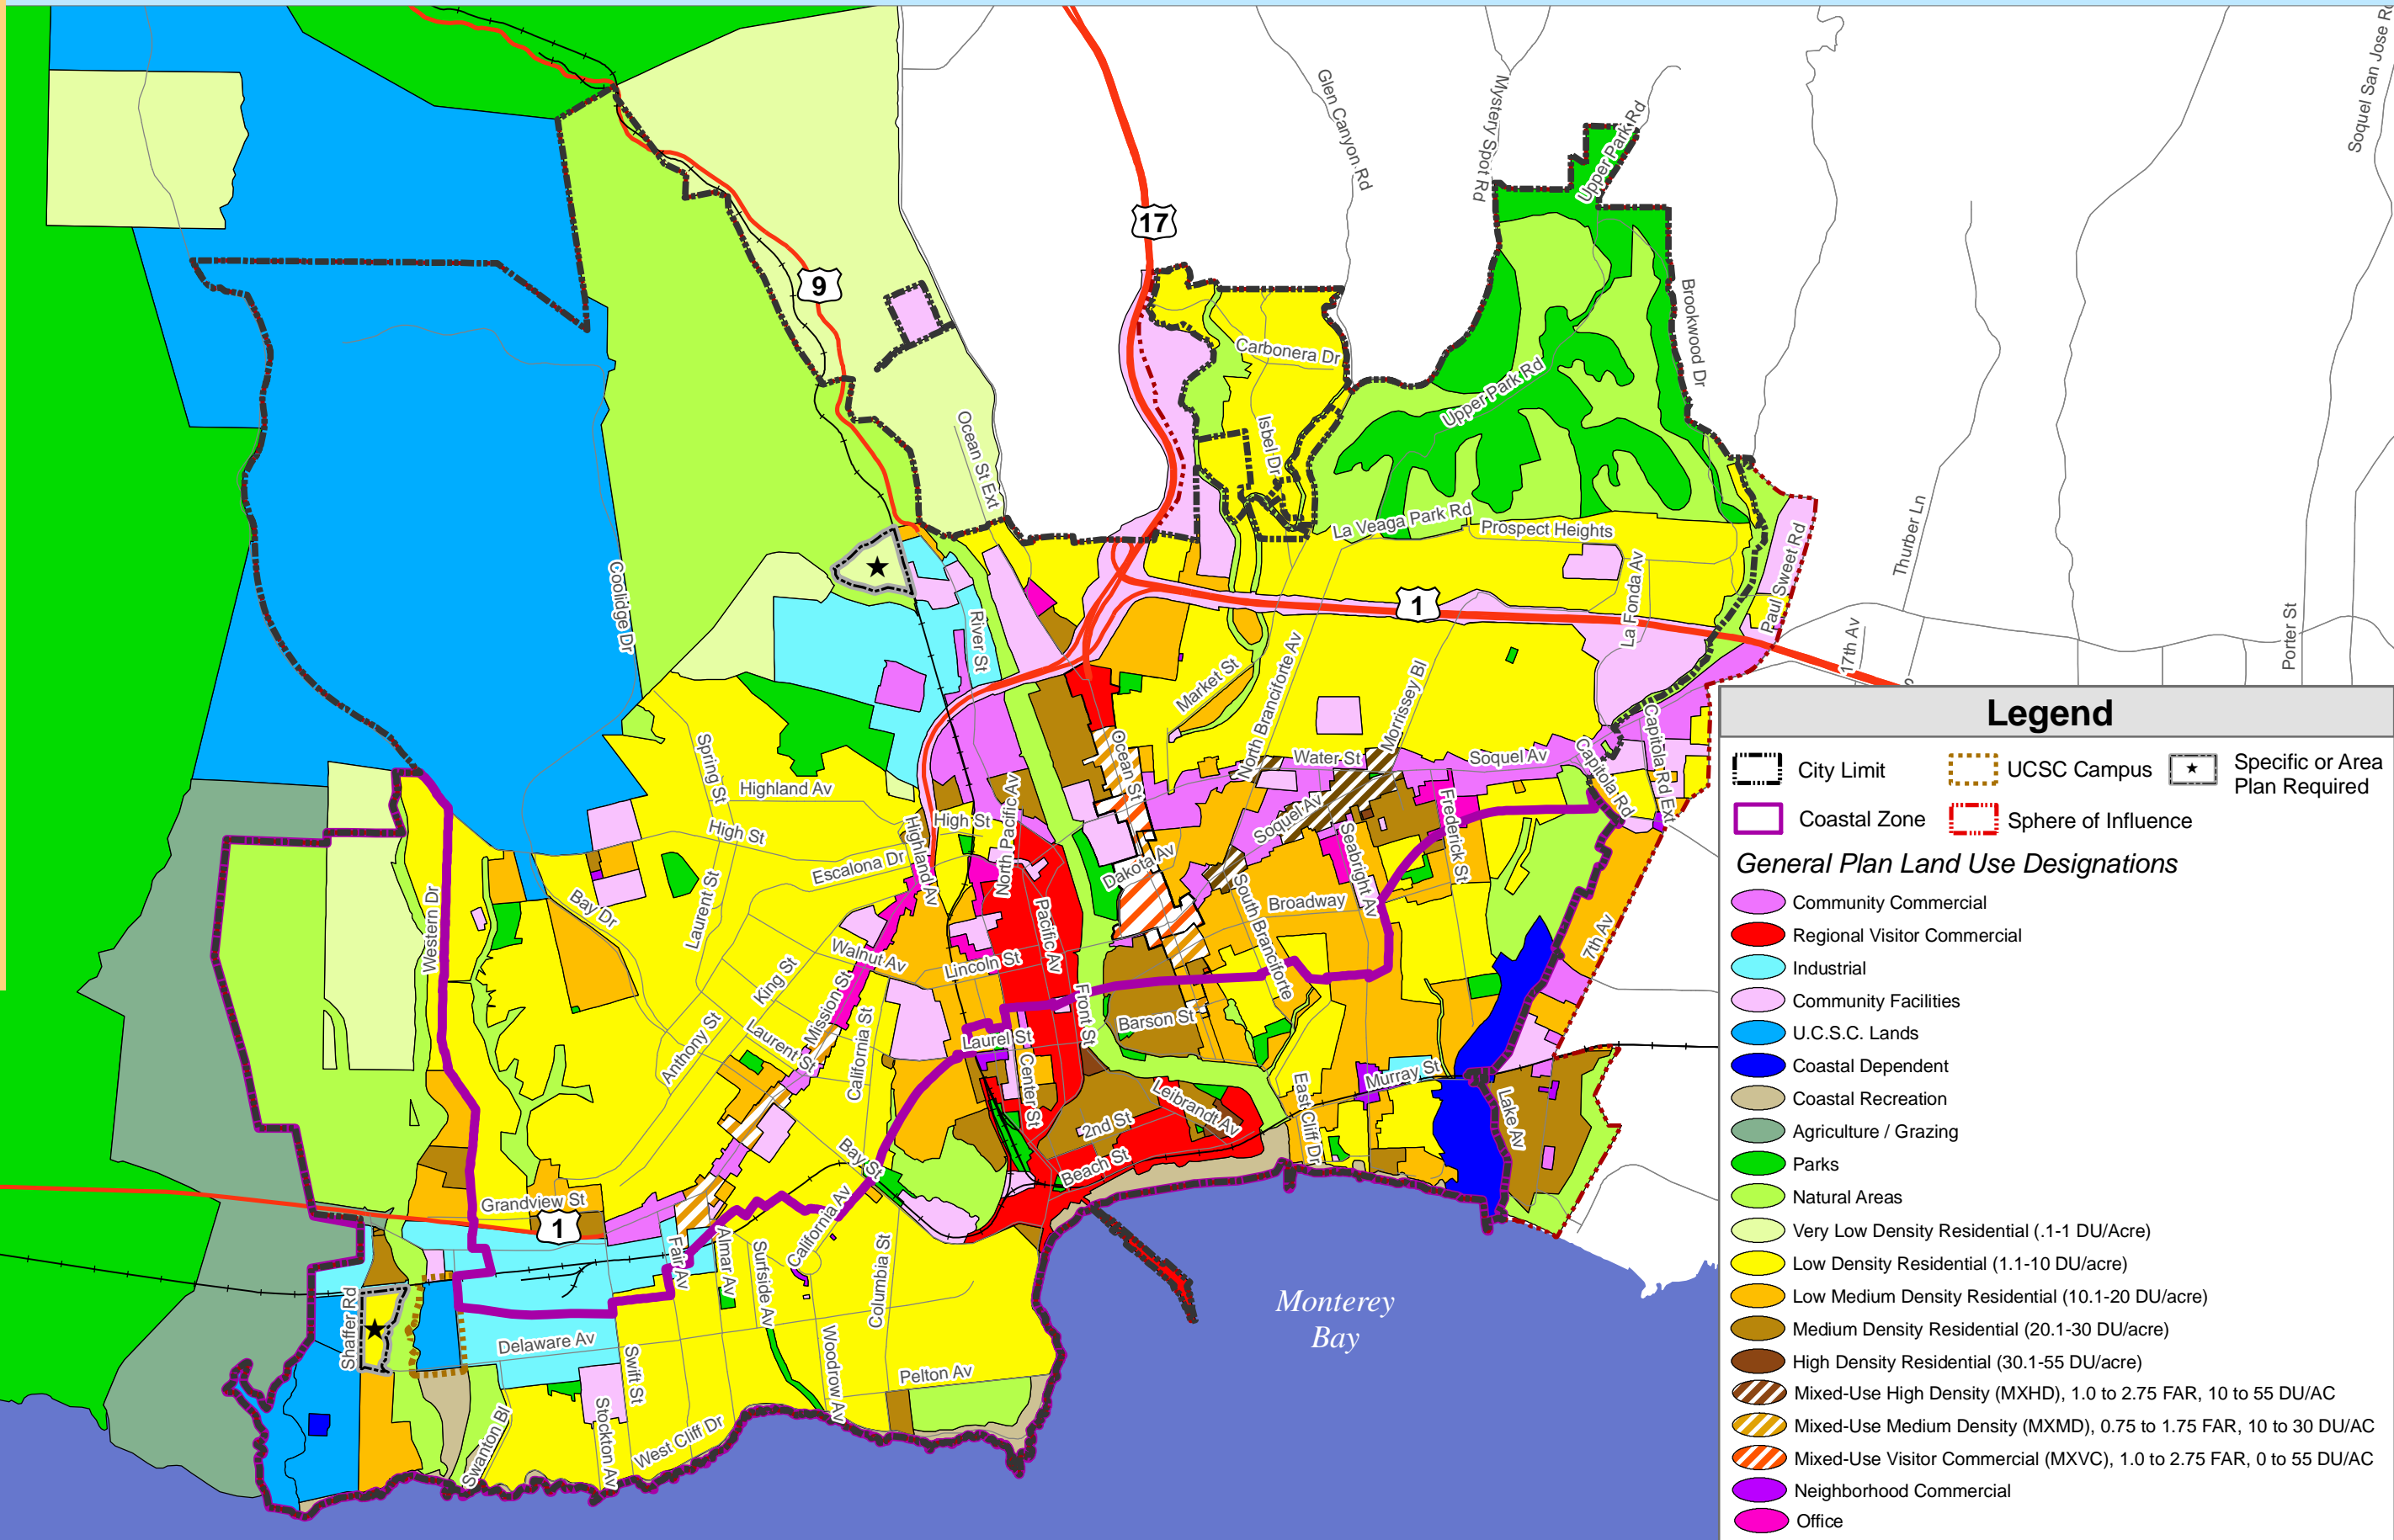 Glen Canyon Rd
Mystery Spot Rd
Upper Park Rd
Soquel San Jose Rd
17
9
Brookwood Dr
Carbonera Dr
Upper Park Rd
Isbel Dr
Ocean St Ext
La Veaga Park Rd
Prospect Heights
La Fonda Av
Paul Sweet Rd
Thurber Ln
Coolidge Dr
River St
1
17th Av
Porter St
Market St
North Branciforte Av
Morrissey Bl
Spring St
Ocean St
Water St
Soquel Av
Capitola Rd
Capitola Rd Ext
Highland Av
North Pacific Av
High St
High St
Highland Av
Soquel Av
Frederick St
Seabright Av
Escalona Dr
Dakota Av
Laurent St
Bay Dr
Western Dr
Walnut Av
Lincoln St
Pacific Av
Broadway
South Branciforte
7th Av
King St
Mission St
California St
Front St
Barson St
Anthony St
Laurent St
Laurel St
Center St
Murray St
East Cliff Dr
Lake Av
Leibrandt Av
2nd St
Beach St
Bay St
Grandview St
1
California Av
Fair Av
Almar Av
Surfside Av
Columbia St
Shaffer Rd
Delaware Av
Swift St
Woodrow Av
Pelton Av
Stockton Av
Swanton Bl
West Cliff Dr
Monterey
Bay
Legend
City Limit
UCSC Campus
Specific or Area
Plan Required
Coastal Zone
Sphere of Influence
General Plan Land Use Designations
Community Commercial
Regional Visitor Commercial
Industrial
Community Facilities
U.C.S.C. Lands
Coastal Dependent
Coastal Recreation
Agriculture / Grazing
Parks
Natural Areas
Very Low Density Residential (.1-1 DU/Acre)
Low Density Residential (1.1-10 DU/acre)
Low Medium Density Residential (10.1-20 DU/acre)
Medium Density Residential (20.1-30 DU/acre)
High Density Residential (30.1-55 DU/acre)
Mixed-Use High Density (MXHD), 1.0 to 2.75 FAR, 10 to 55 DU/AC
Mixed-Use Medium Density (MXMD), 0.75 to 1.75 FAR, 10 to 30 DU/AC
Mixed-Use Visitor Commercial (MXVC), 1.0 to 2.75 FAR, 0 to 55 DU/AC
Neighborhood Commercial
Office